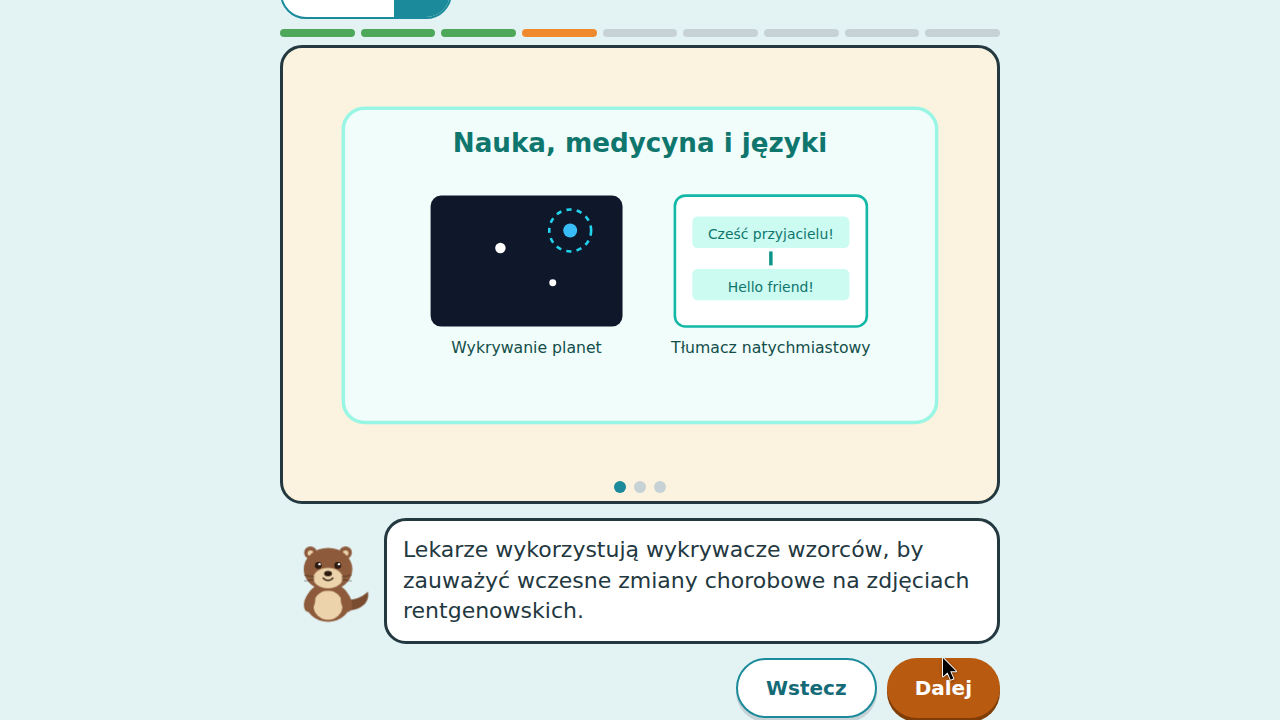 Nauka, medycyna i języki
Cześć przyjacielu!
Hello friend!
Wykrywanie planet
Tłumacz natychmiastowy
Lekarze wykorzystują wykrywacze wzorców, by
zauważyć wczesne zmiany chorobowe na zdjęciach
rentgenowskich.
Wstecz
Dalej